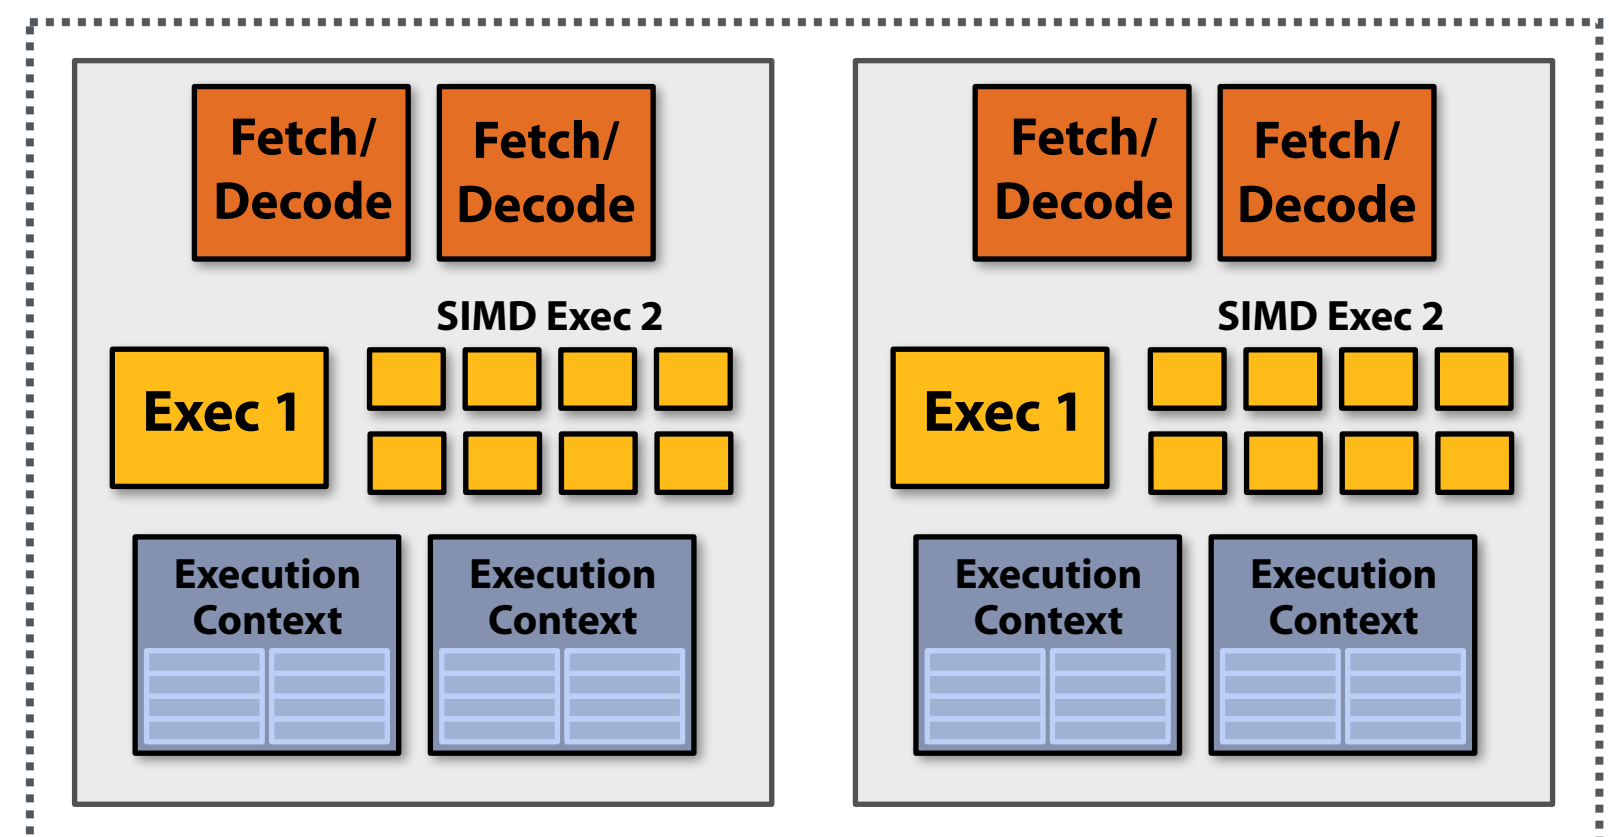 Fetch/
Decode
Fetch/
Decode
SIMD Exec 2
Exec 1
Execution
Context
Execution
Context
Fetch/
Decode
Fetch/
Decode
SIMD Exec 2
Exec 1
Execution
Context
Execution
Context